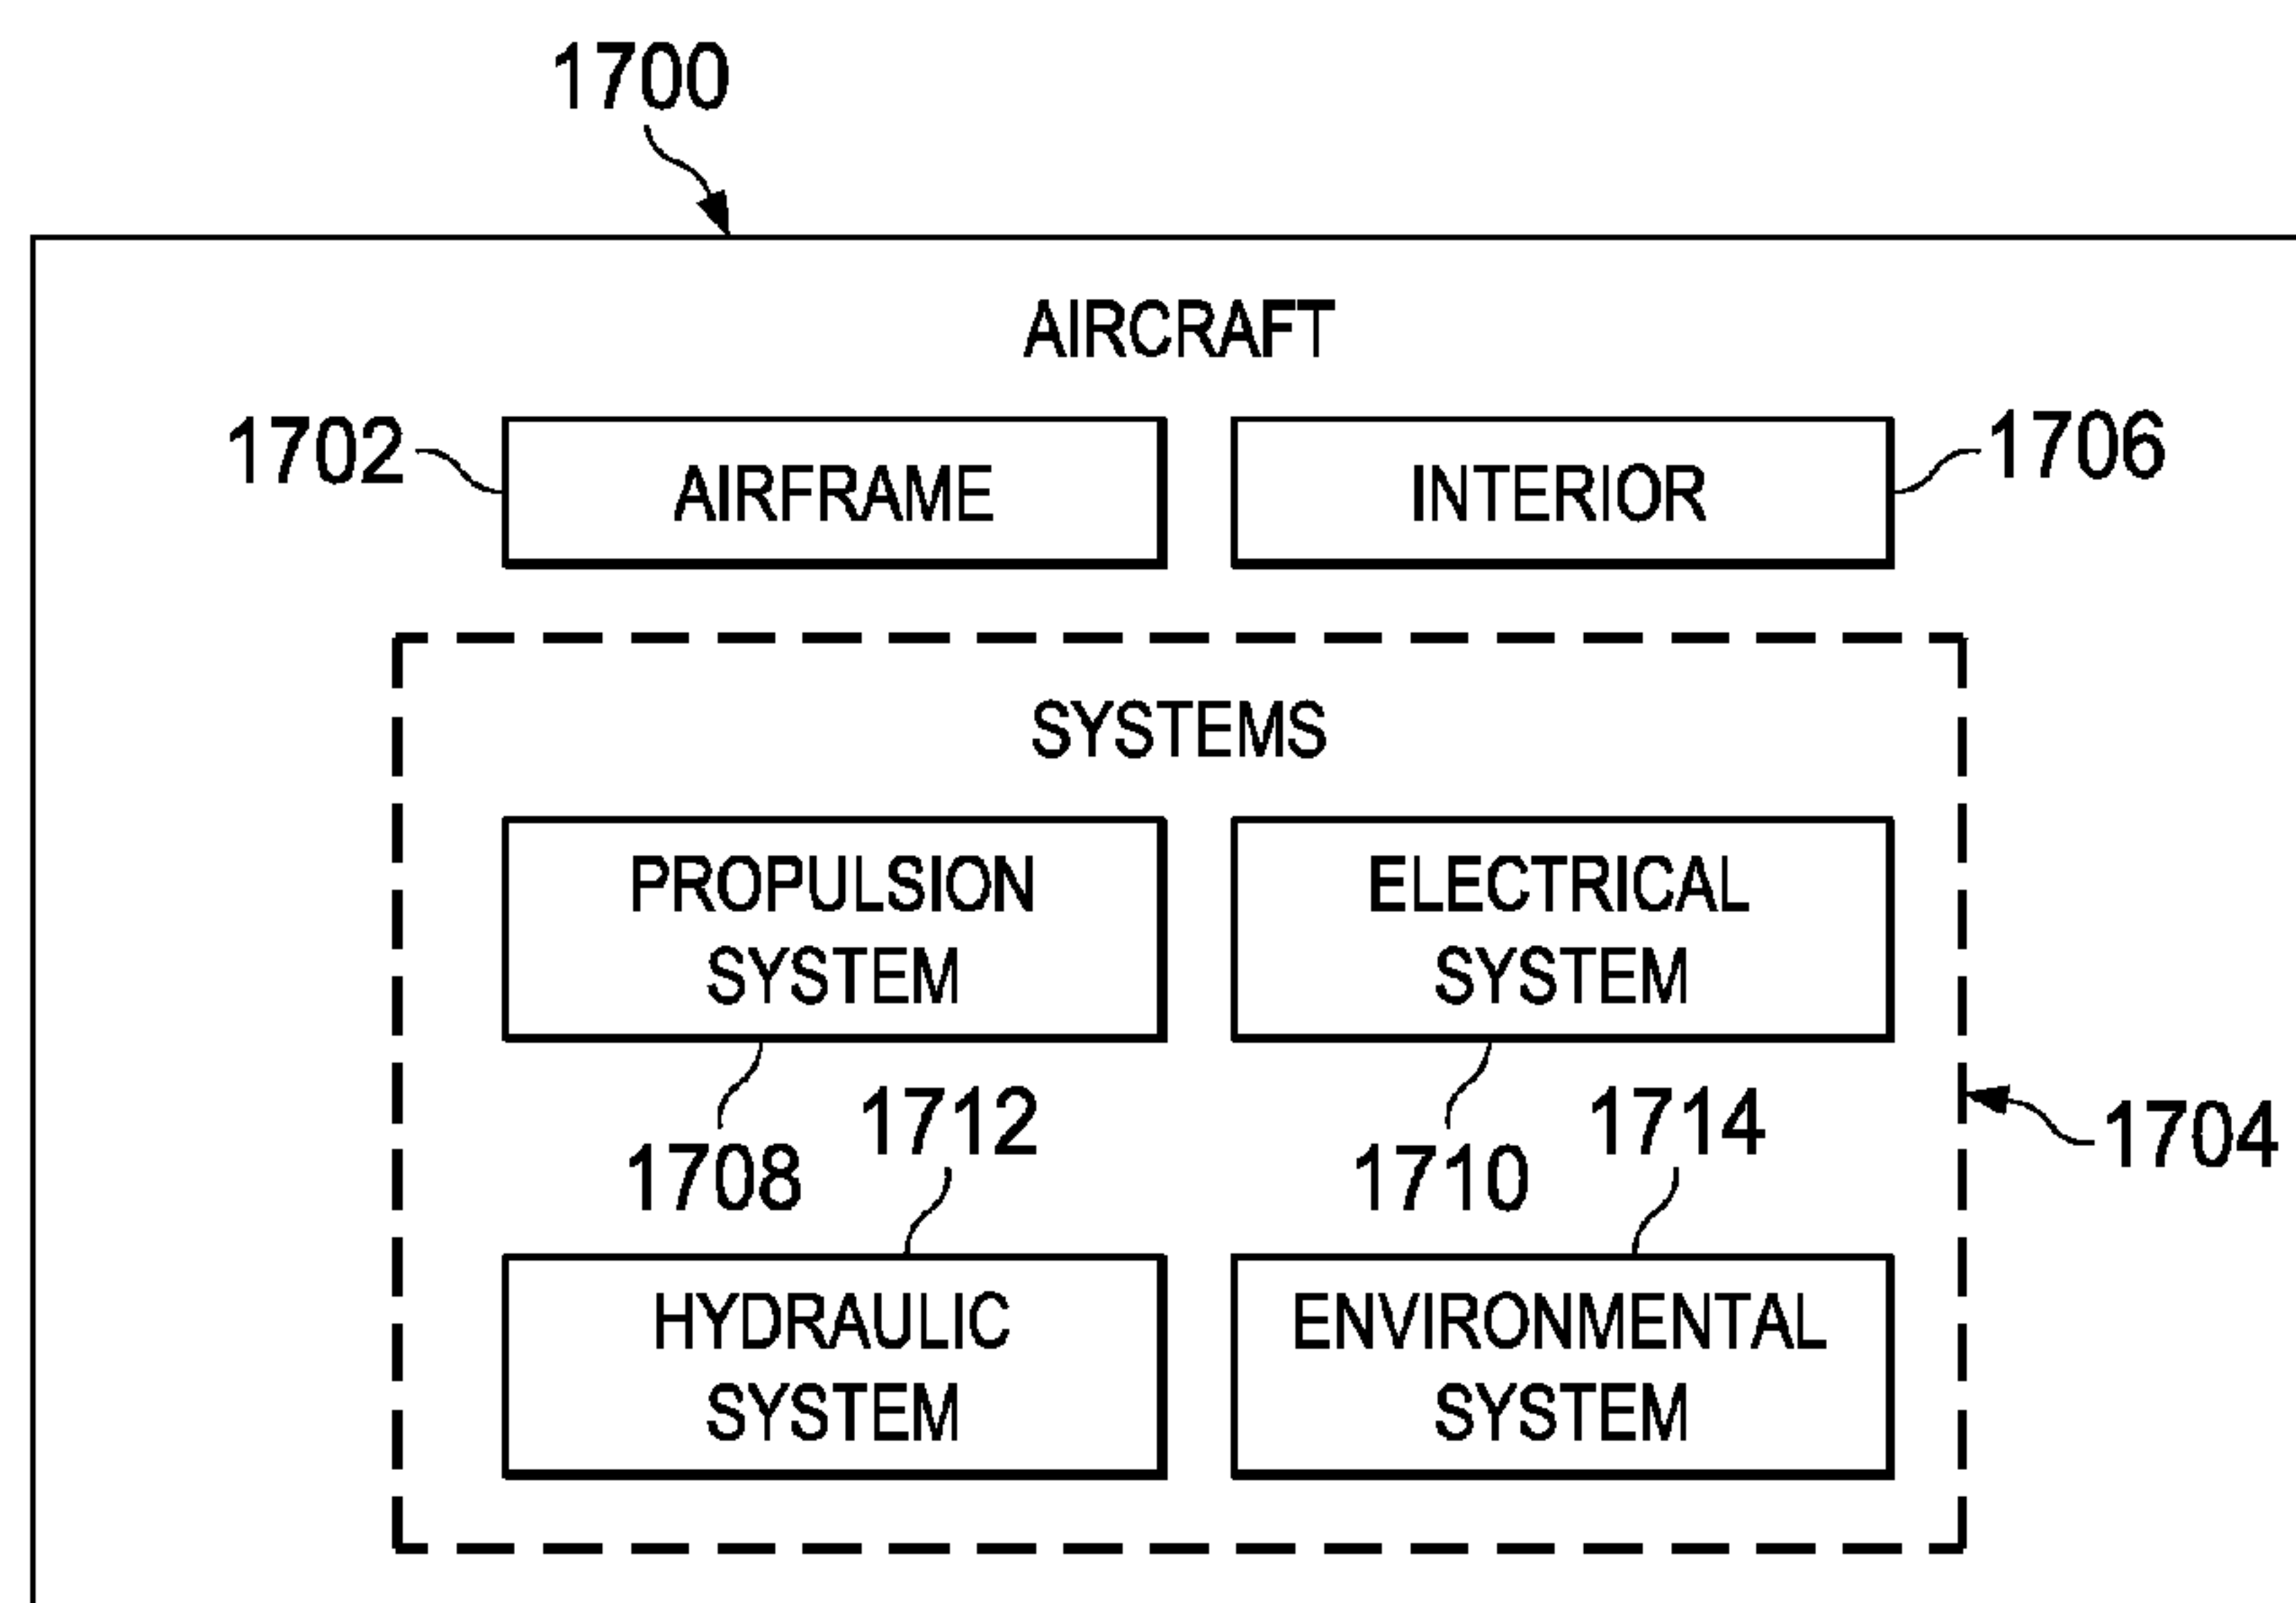 1700
AIRCRAFT
1702
AIRFRAME
INTERIOR
1706
SYSTEMS
PROPULSION
SYSTEM
ELECTRICAL
SYSTEM
1708
1712
1710
1714
1704
HYDRAULIC
SYSTEM
ENVIRONMENTAL
SYSTEM